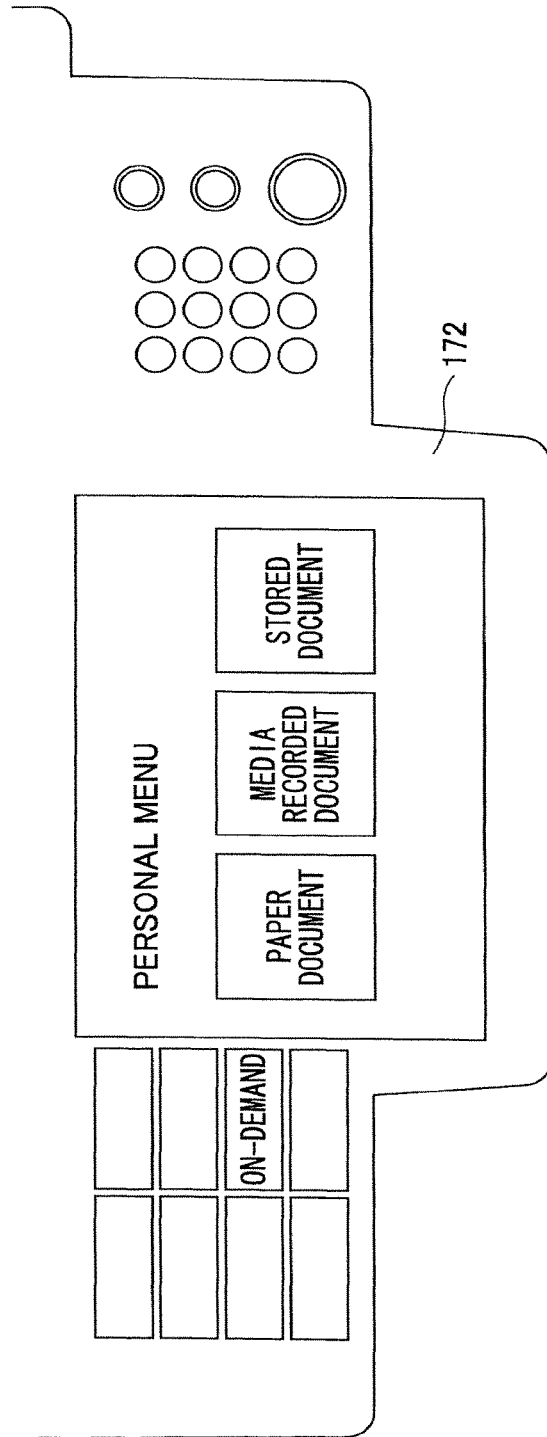 PERSONAL MENU
ON-DEMAND
PAPER
DOCUMENT
MEDIA
RECORDED
DOCUMENT
STORED
DOCUMENT
172